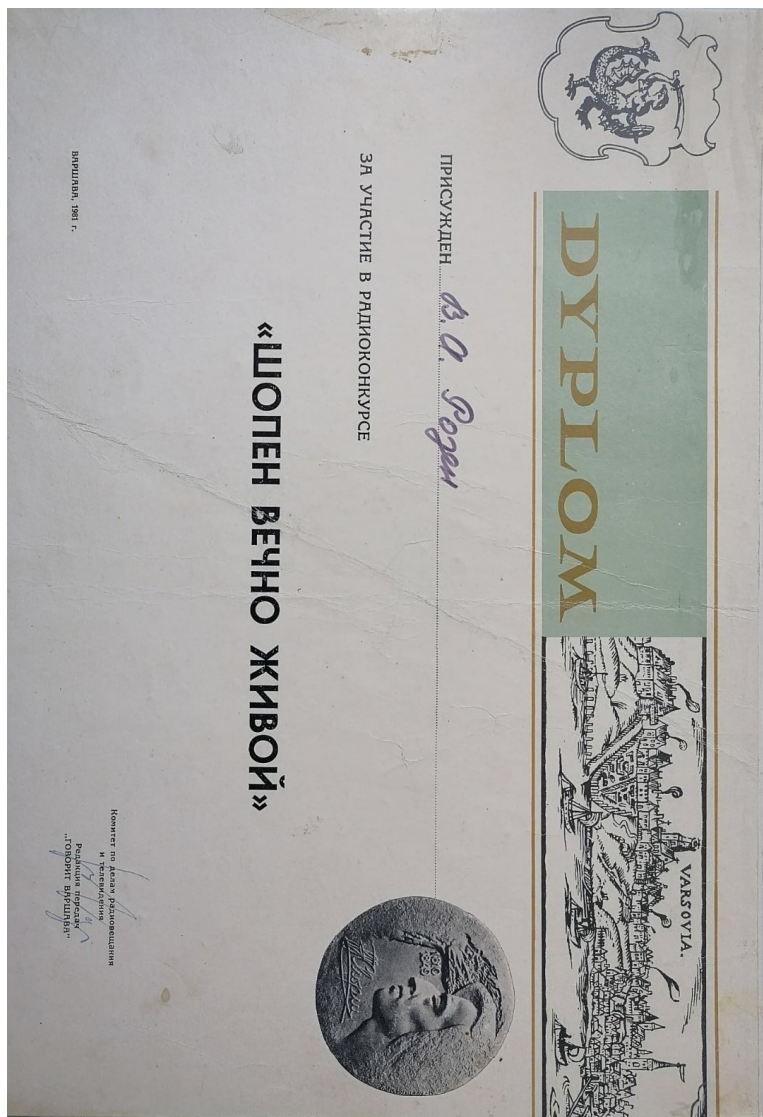 DYPLOM
VARSOVIA.
ПРИСУЖДЕН В. О. Розен
ЗА УЧАСТИЕ В РАДИОКОНКУРСЕ
«ШОПЕН ВЕЧНО ЖИВОЙ»
Комитет по делам радиовещания
и телевидения
Редакция передач
„ГОВОРИТ ВАРШАВА"
ВАРШАВА, 1981 г.